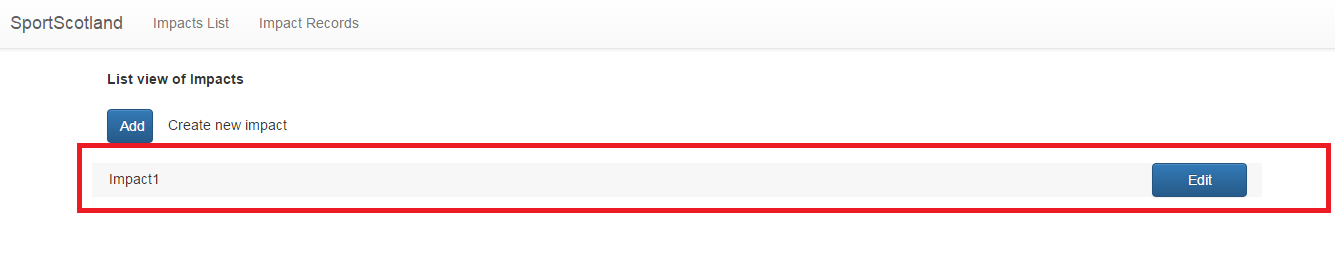 SportScotland Impacts List Impact Records
List view of Impacts
Add Create new impact
Impact1 Edit